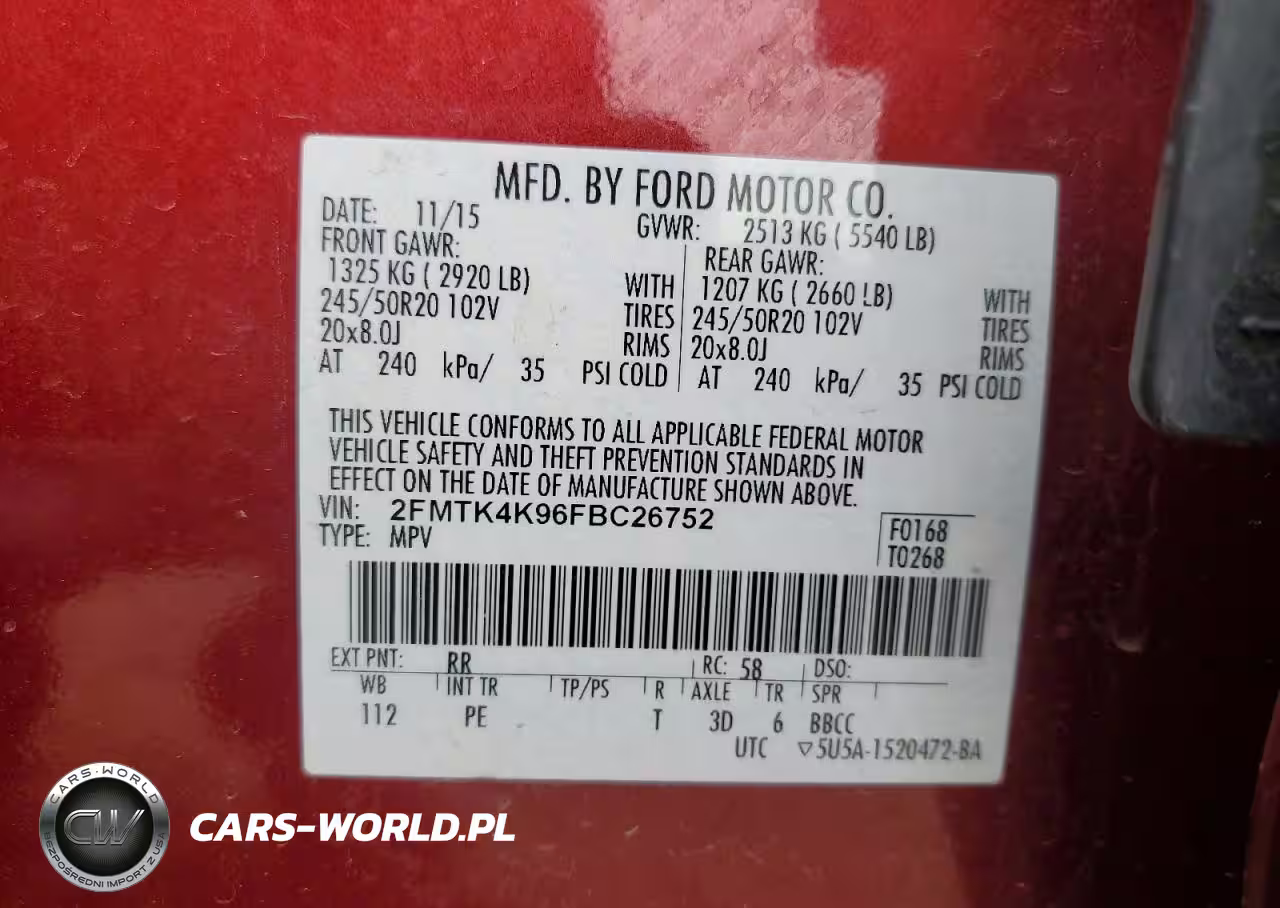 MFD. BY FORD MOTOR CO.
DATE: 11/15 GVWR: 2513 KG ( 5540 LB)
FRONT GAWR: REAR GAWR:
1325 KG ( 2920 LB) WITH 1207 KG ( 2660 LB) WITH
245/50R20 102V TIRES 245/50R20 102V TIRES
20x8.0J RIMS 20x8.0J RIMS
AT 240 kPa/ 35 PSI COLD AT 240 kPa/ 35 PSI COLD
THIS VEHICLE CONFORMS TO ALL APPLICABLE FEDERAL MOTOR
VEHICLE SAFETY AND THEFT PREVENTION STANDARDS IN
EFFECT ON THE DATE OF MANUFACTURE SHOWN ABOVE.
VIN: 2FMTK4K96FBC26752
TYPE: MPV
F0168
T0268
EXT PNT: RR RC: 58 DSO:
WB INT TR TP/PS R AXLE TR SPR
112 PE T 3D 6 BBCC
UTC ▽5U5A-1520472-BA
CARS-WORLD
CW
BEZPOŚREDNI IMPORT Z USA
CARS-WORLD.PL